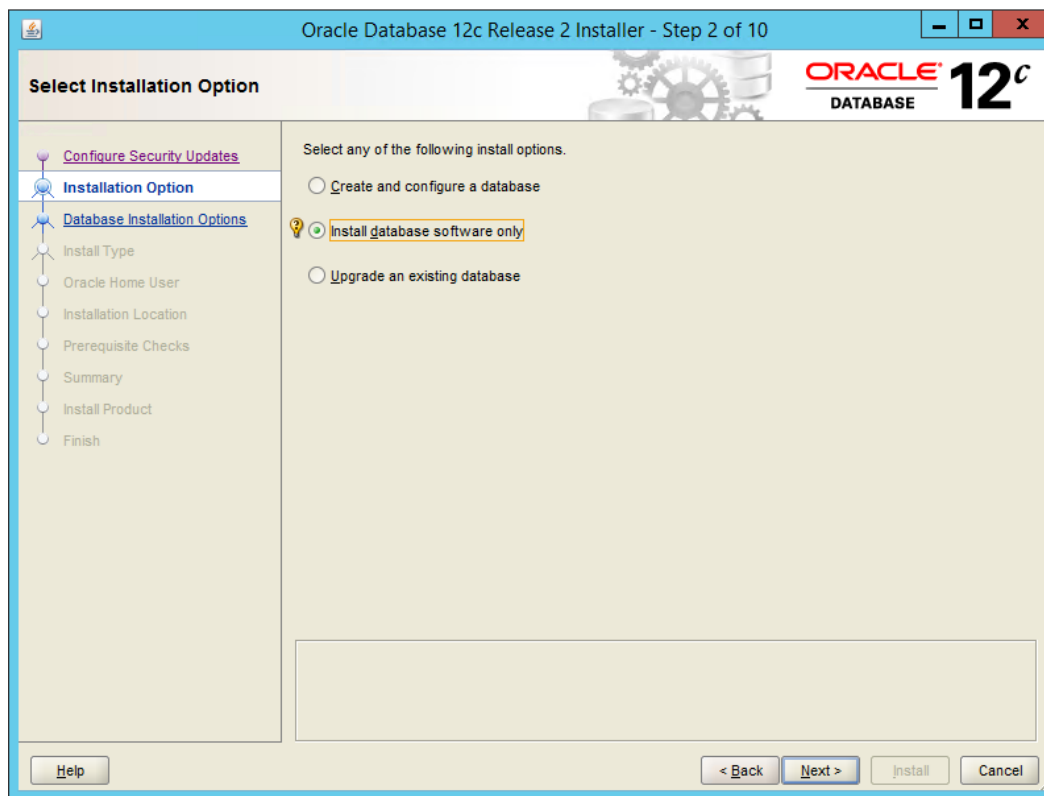 Oracle Database 12c Release 2 Installer - Step 2 of 10
Select Installation Option
ORACLE
DATABASE
12c
Configure Security Updates
Installation Option
Database Installation Options
Install Type
Oracle Home User
Installation Location
Prerequisite Checks
Summary
Install Product
Finish
Select any of the following install options.
Create and configure a database
Install database software only
Upgrade an existing database
Help
< Back
Next >
Install
Cancel